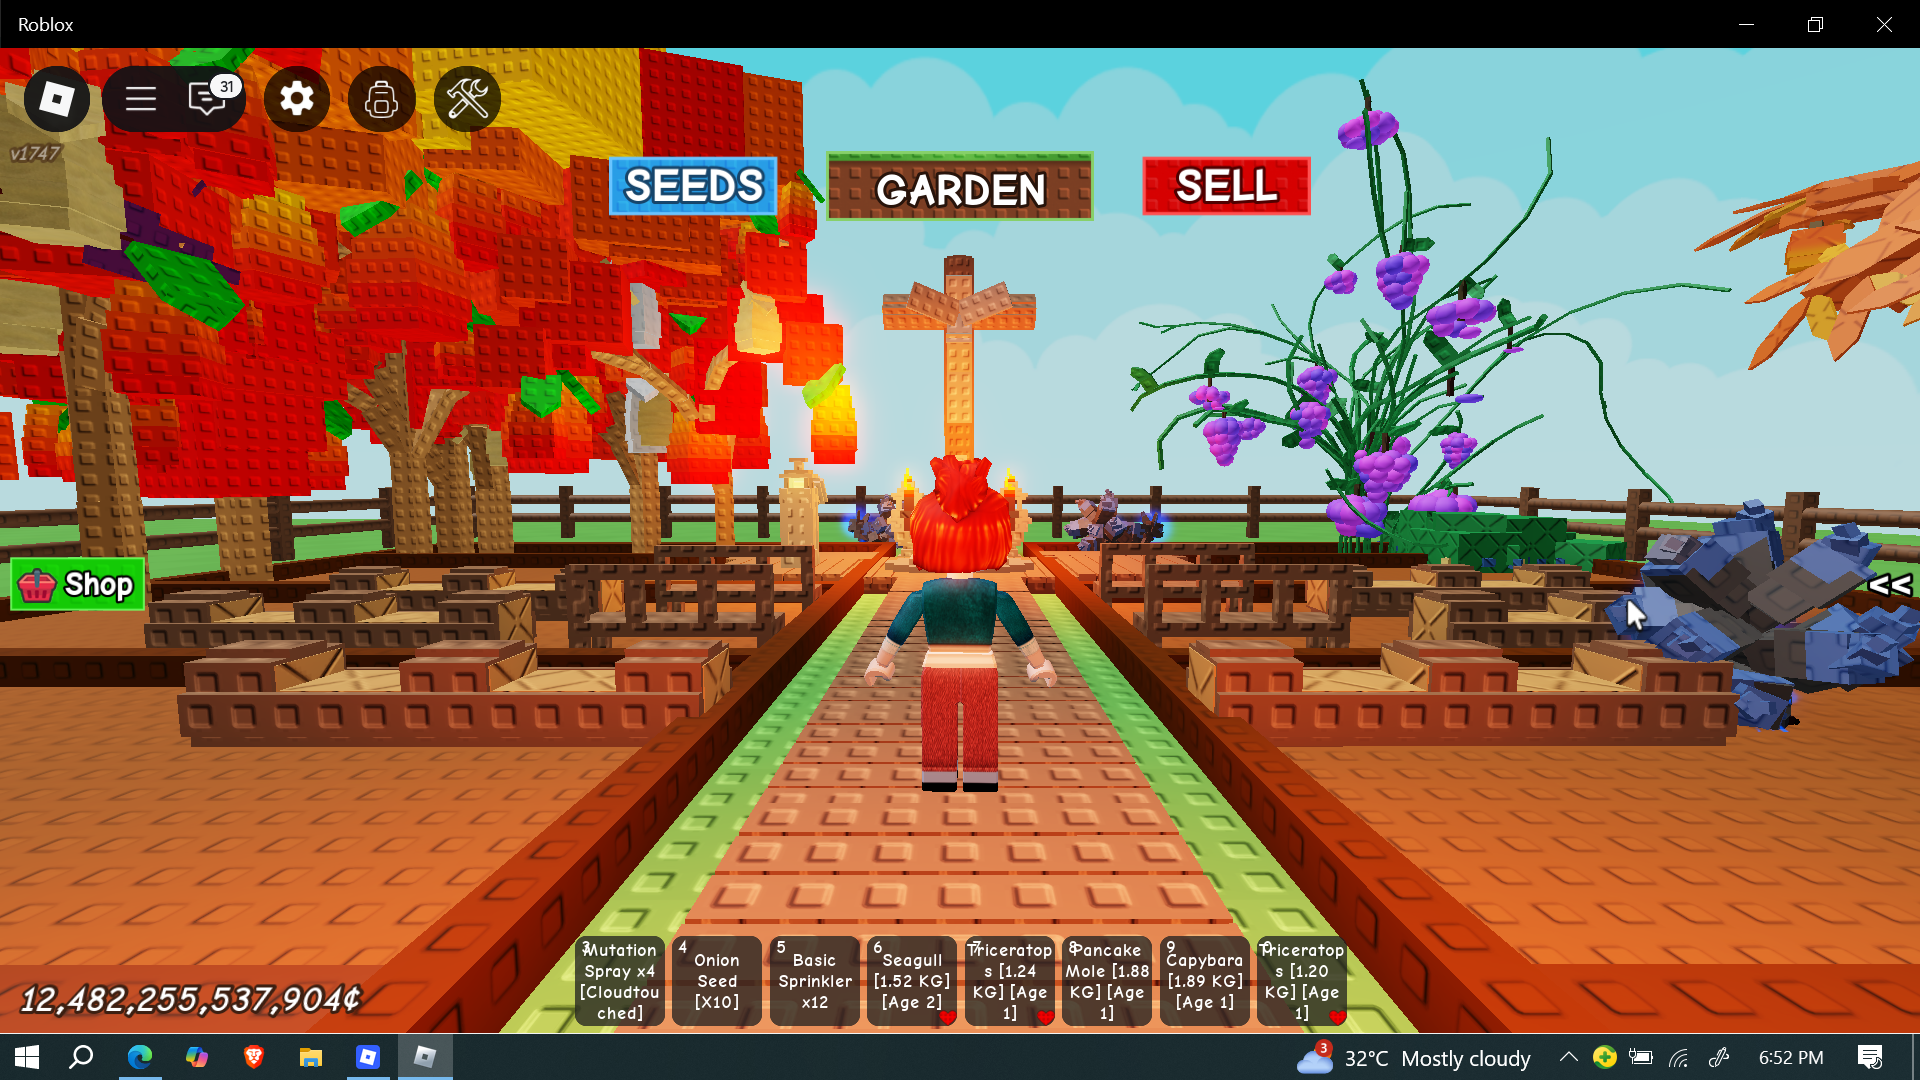 Roblox
31
v1747
SEEDS
GARDEN
SELL
Shop
<<
3
Mutation
Spray x4
[Cloudtou
ched]
4
Onion
Seed
[X10]
5
Basic
Sprinkler
x12
6
Seagull
[1.52 KG]
[Age 2]
7
Triceratop
s [1.24
KG] [Age
1]
8
Pancake
Mole [1.88
KG] [Age
1]
9
Capybara
[1.89 KG]
[Age 1]
0
Triceratop
s [1.20
KG] [Age
1]
12,482,255,537,904¢
3
32°C Mostly cloudy
6:52 PM